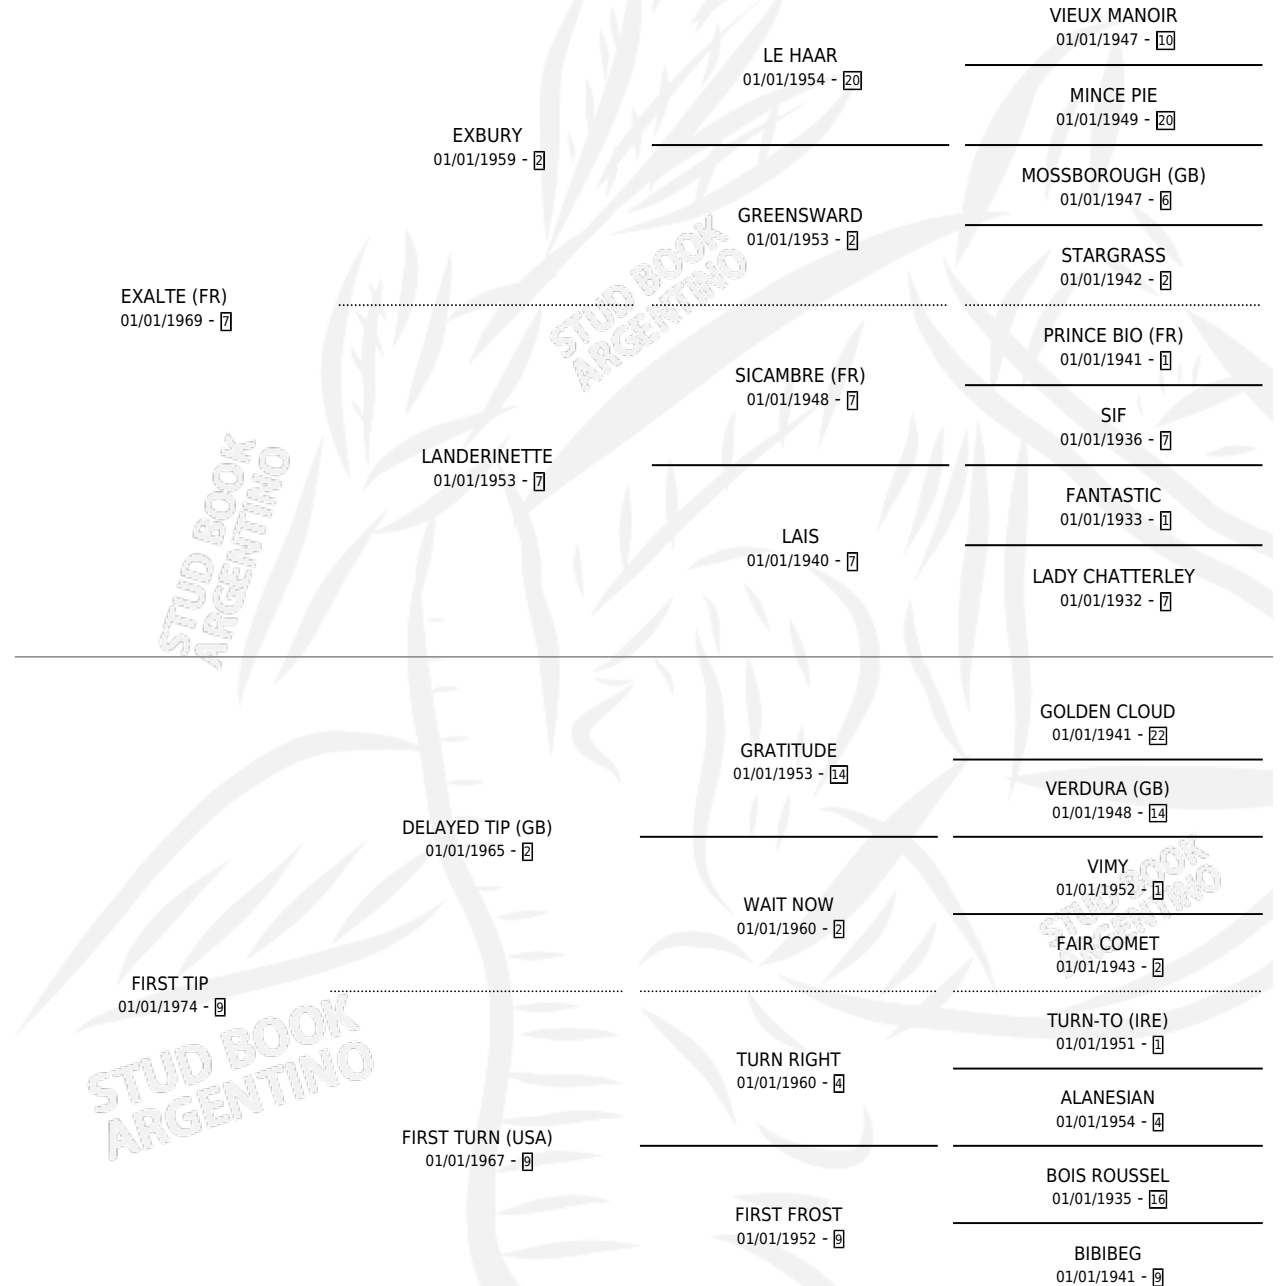 VIEUX MANOIR
01/01/1947 - 10
LE HAAR
01/01/1954 - 20
MINCE PIE
01/01/1949 - 20
EXBURY
01/01/1959 - 2
MOSSBOROUGH (GB)
01/01/1947 - 6
GREENSWARD
01/01/1953 - 2
STARGRASS
01/01/1942 - 2
EXALTE (FR)
01/01/1969 - 7
PRINCE BIO (FR)
01/01/1941 - 1
SICAMBRE (FR)
01/01/1948 - 7
SIF
01/01/1936 - 7
LANDERINETTE
01/01/1953 - 7
FANTASTIC
01/01/1933 - 1
LAIS
01/01/1940 - 7
LADY CHATTERLEY
01/01/1932 - 7
GOLDEN CLOUD
01/01/1941 - 22
GRATITUDE
01/01/1953 - 14
VERDURA (GB)
01/01/1948 - 14
DELAYED TIP (GB)
01/01/1965 - 2
VIMY
01/01/1952 - 1
WAIT NOW
01/01/1960 - 2
FAIR COMET
01/01/1943 - 2
FIRST TIP
01/01/1974 - 9
TURN-TO (IRE)
01/01/1951 - 1
TURN RIGHT
01/01/1960 - 4
ALANESIAN
01/01/1954 - 4
FIRST TURN (USA)
01/01/1967 - 9
BOIS ROUSSEL
01/01/1935 - 16
FIRST FROST
01/01/1952 - 9
BIBIBEG
01/01/1941 - 9
STUD BOOK
ARGENTINO
STUD BOOK
ARGENTINO
STUD BOOK
ARGENTINO
STUD BOOK
ARGENTINO